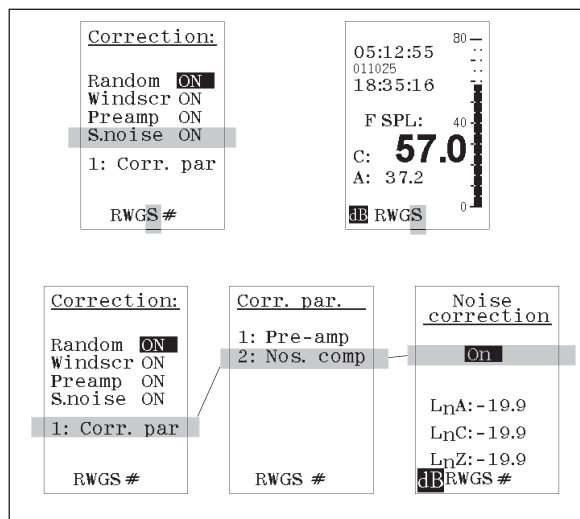 Correction:
Random ON
Windscr ON
Preamp ON
S.noise ON
1: Corr. par
RWGS #
80
05:12:55
011025
18:35:16
F SPL:
40
C: 57.0
A: 37.2
0
dB RWGS
Correction:
Random ON
Windscr ON
Preamp ON
S.noise ON
1: Corr. par
RWGS #
Corr. par.
1: Pre-amp
2: Nos. comp
RWGS #
Noise
correction
On
LnA:-19.9
LnC:-19.9
LnZ:-19.9
dB RWGS #